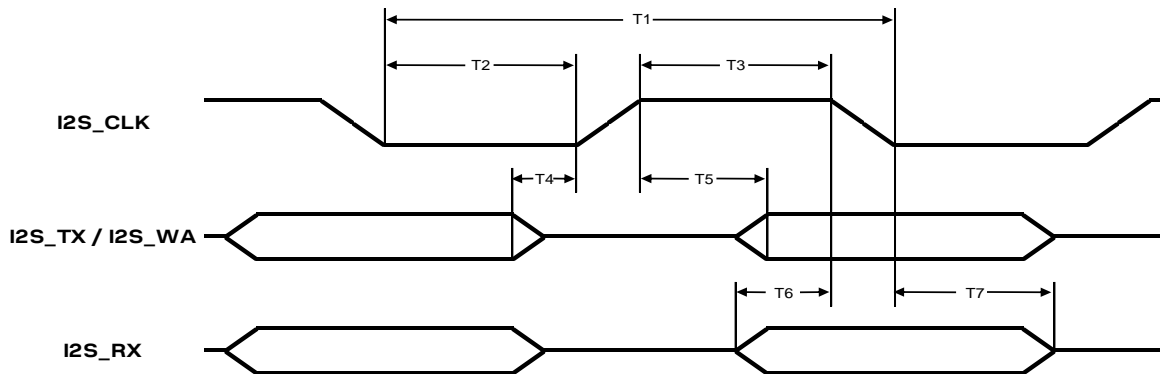 T1
T2
T3
I2S_CLK
T4
T5
I2S_TX / I2S_WA
T6
T7
I2S_RX